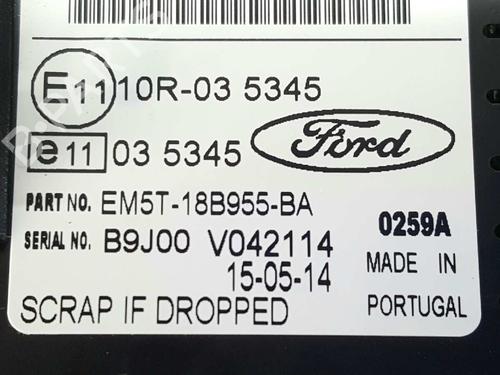 E11 10R-03 5345
e11 03 5345 Ford
PART NO. EM5T-18B955-BA
SERIAL NO. B9J00 V042114 0259A
15-05-14 MADE IN
SCRAP IF DROPPED PORTUGAL